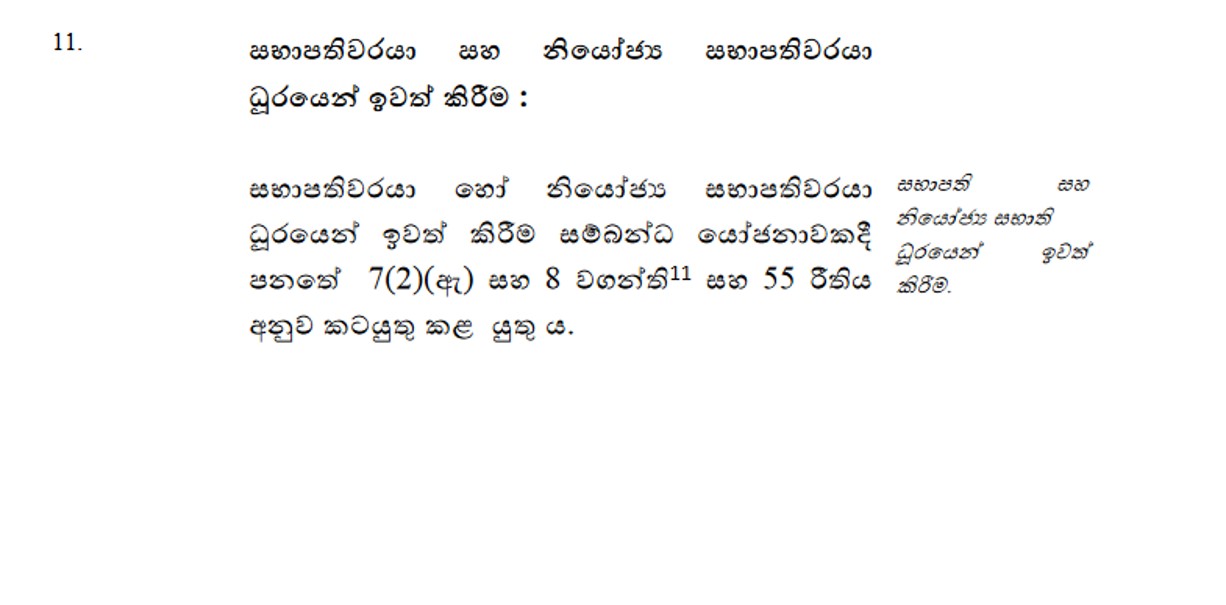 11.
සභාපතිවරයා සහ නියෝජ්‍ය සභාපතිවරයා
ධූරයෙන් ඉවත් කිරීම :
සභාපතිවරයා හෝ නියෝජ්‍ය සභාපතිවරයා
ධූරයෙන් ඉවත් කිරීම සම්බන්ධ යෝජනාවකදී
පනතේ 7(2)(ඇ) සහ 8 වගන්ති¹¹ සහ 55 රීතිය
අනුව කටයුතු කළ යුතු ය.
සභාපති සහ
නියෝජ්‍ය සභාති
ධූරයෙන් ඉවත්
කිරීම.